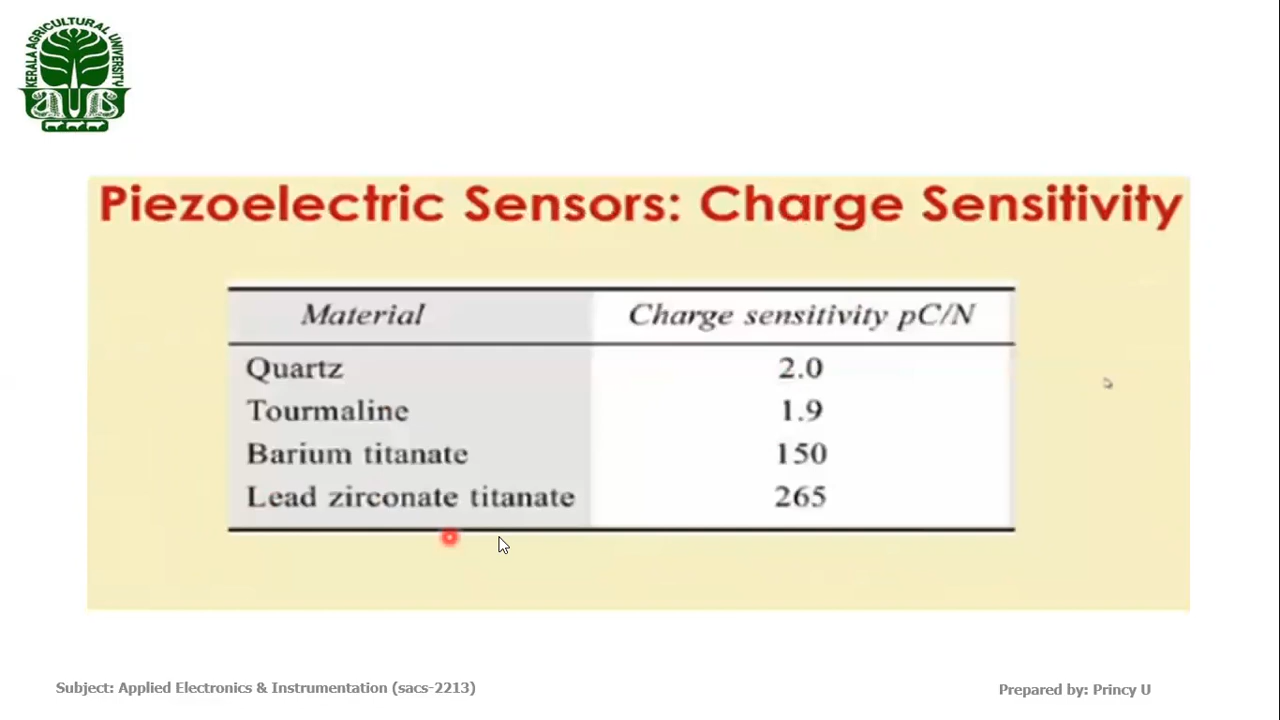 KERALA AGRICULTURAL UNIVERSITY
Piezoelectric Sensors: Charge Sensitivity
Material Charge sensitivity pC/N
Quartz 2.0
Tourmaline 1.9
Barium titanate 150
Lead zirconate titanate 265
Subject: Applied Electronics & Instrumentation (sacs-2213) Prepared by: Princy U